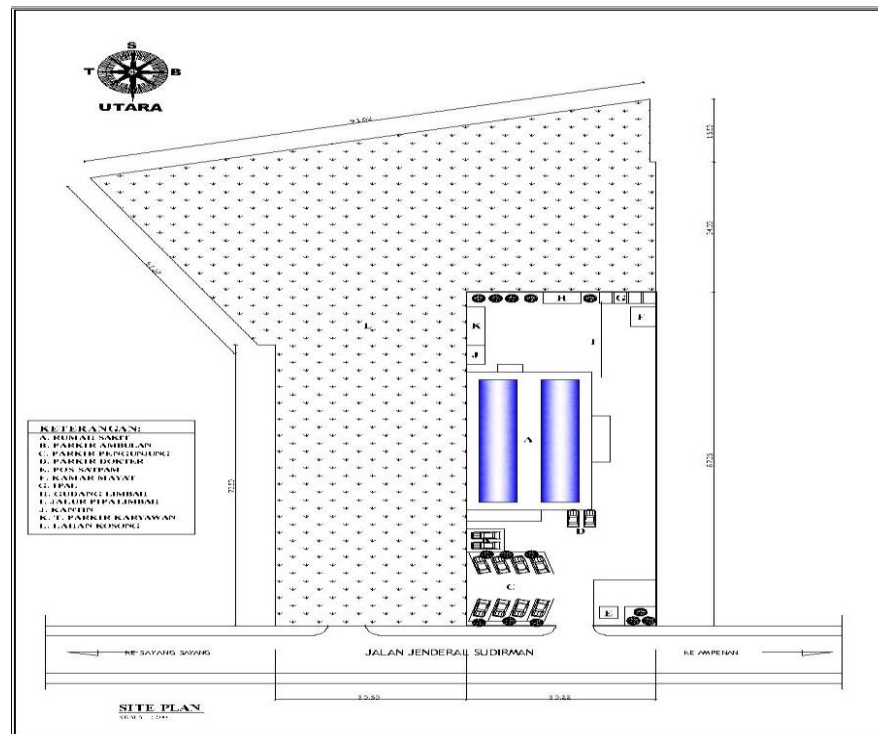 S
T B
UTARA
L
H
G
F
K
I
J
A
D
C
E
KETERANGAN:
A. RUMAH SAKIT
B. PARKIR AMBULAN
C. PARKIR PENGUNJUNG
D. PARKIR DOKTER
E. POS SATPAM
F. KAMAR MAYAT
G. IPAL
H. GUDANG LIMBAH
I. JALUR PIPA LIMBAH
J. KANTIN
K. T. PARKIR KARYAWAN
L. LAHAN KOSONG
KE SAYANG SAYANG
JALAN JENDERAL SUDIRMAN
KE AMPENAN
SITE PLAN